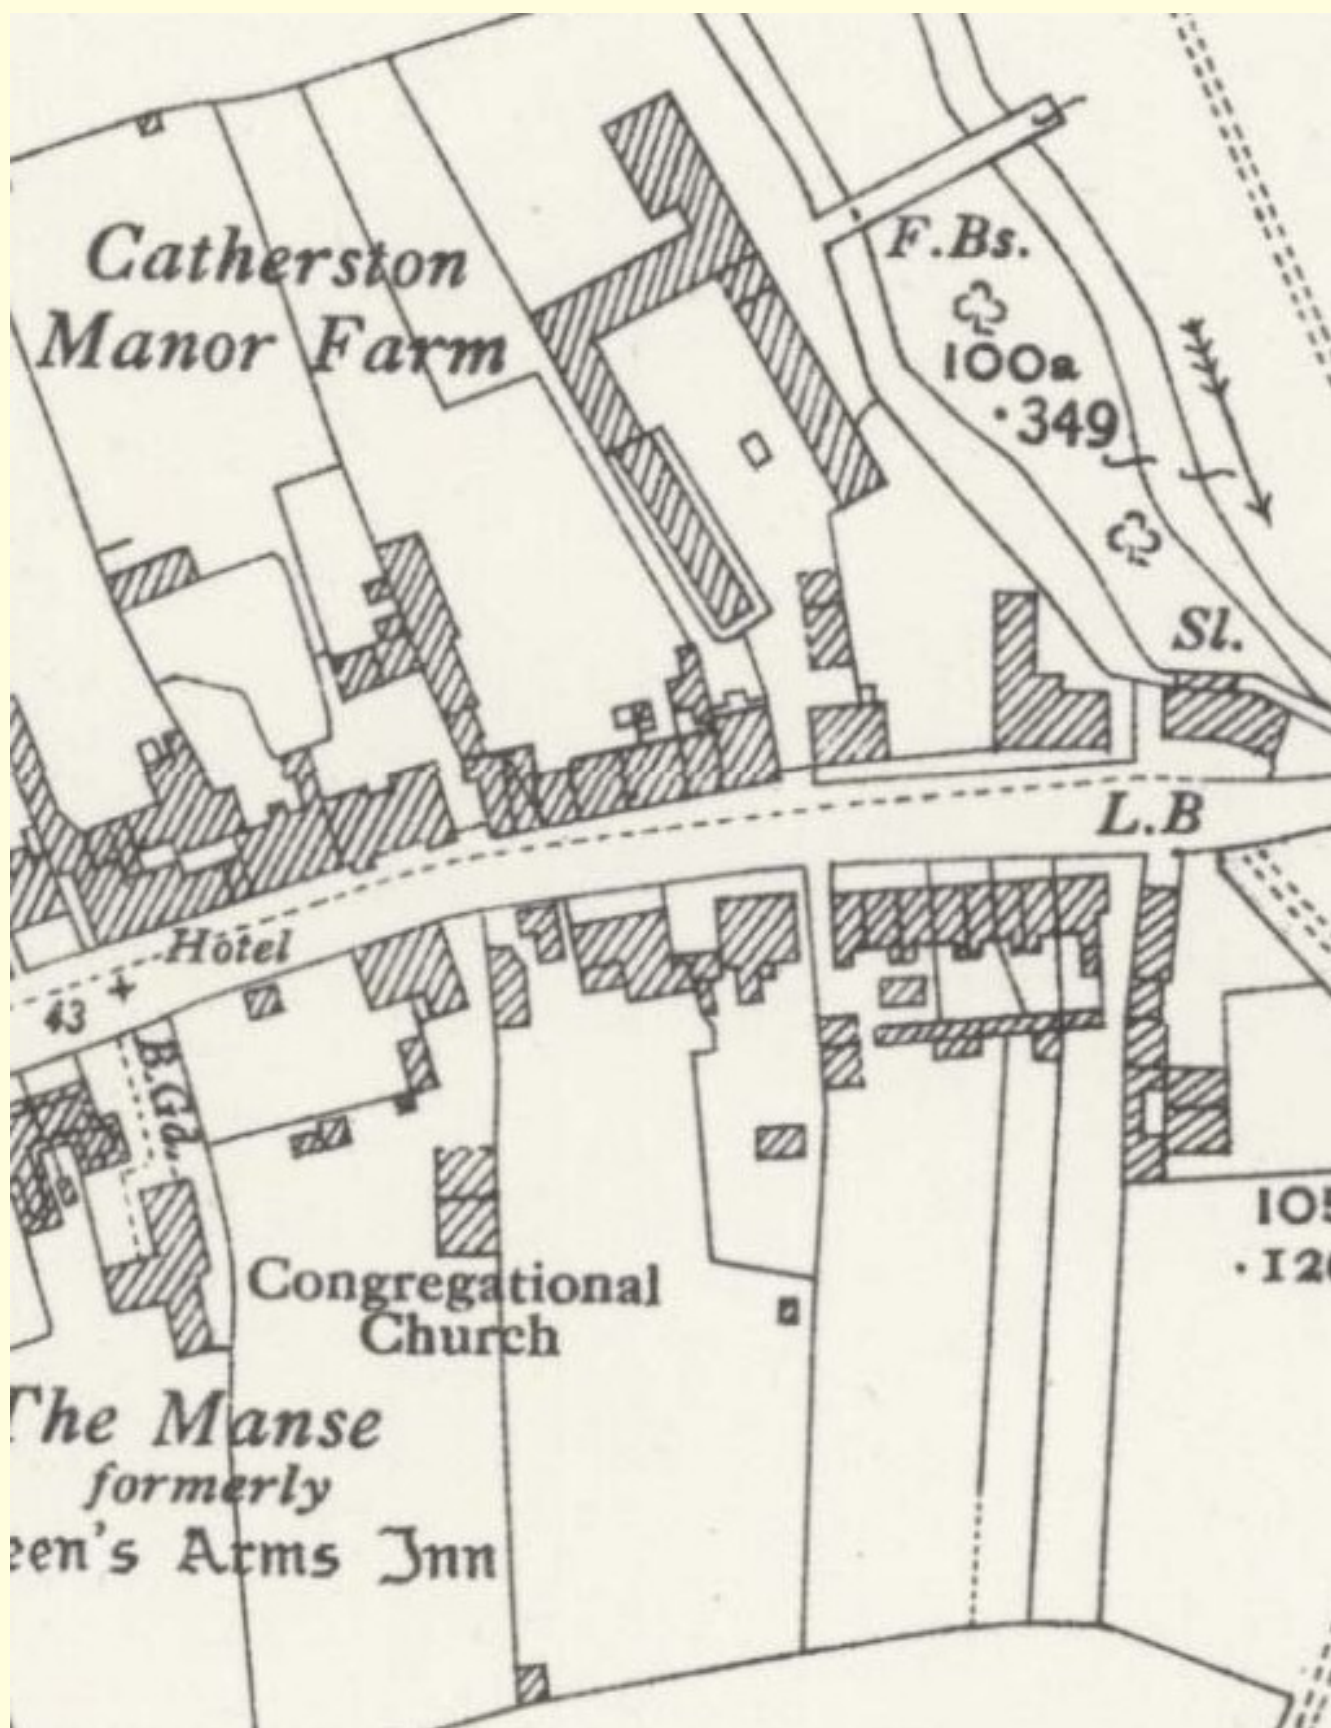 Catherston
Manor Farm
F.Bs.
100a
.349
Sl.
L.B
Hotel
43
B.Gd.
105
.120
Congregational
Church
The Manse
formerly
een's Arms Inn